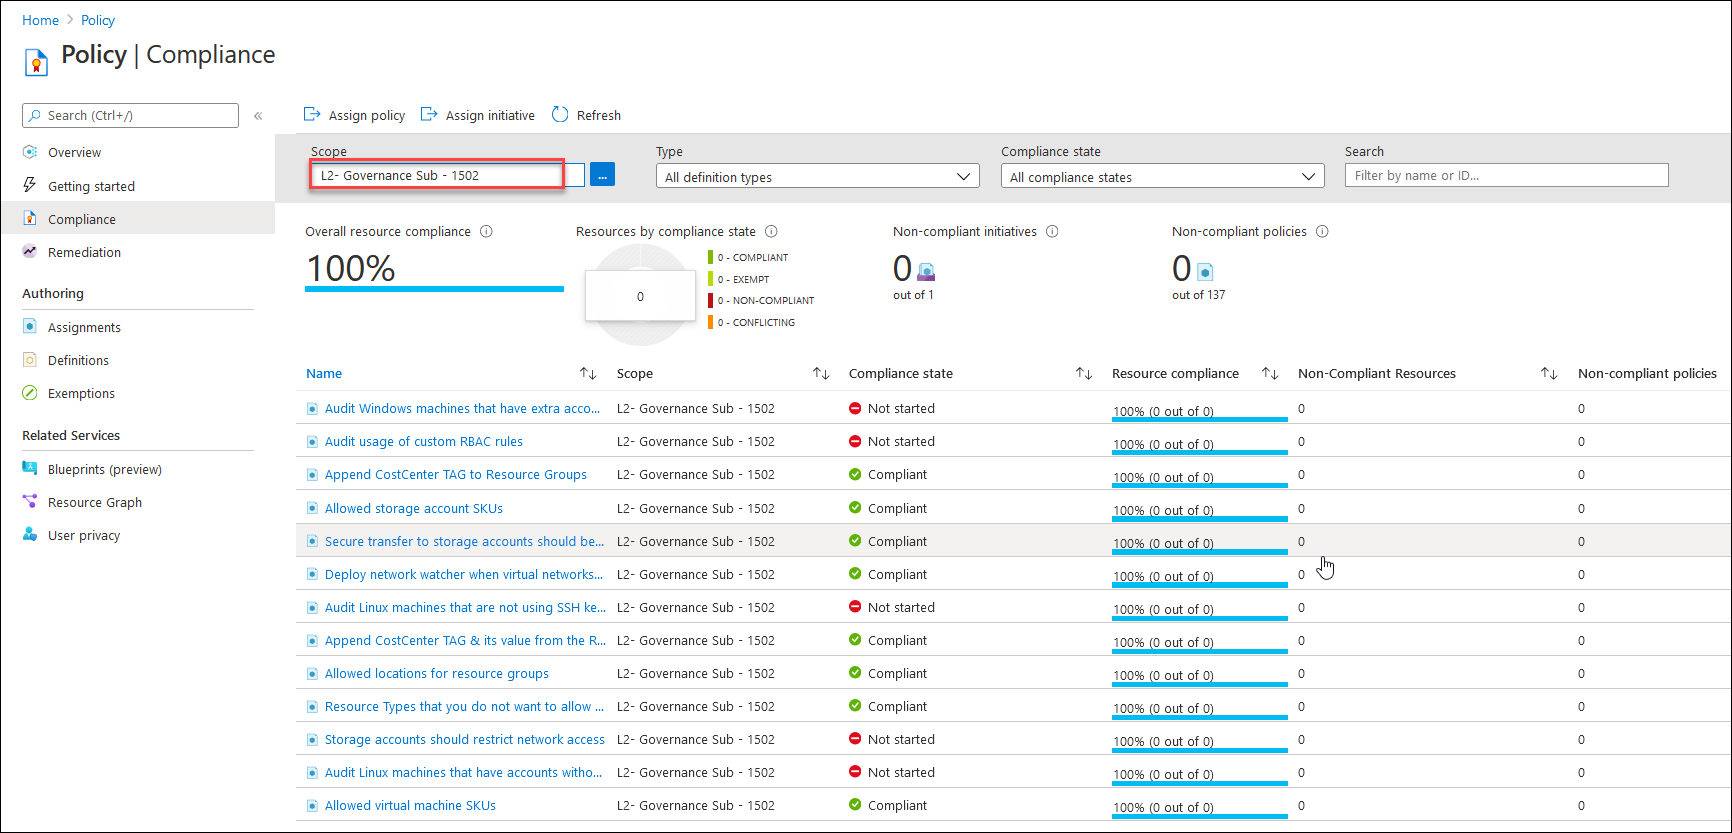 Home > Policy
Policy | Compliance
Search (Ctrl+/) «
Overview
Getting started
Compliance
Remediation
Authoring
Assignments
Definitions
Exemptions
Related Services
Blueprints (preview)
Resource Graph
User privacy
Assign policy Assign initiative Refresh
Scope Type Compliance state Search
L2- Governance Sub - 1502 ... All definition types All compliance states Filter by name or ID...
Overall resource compliance Resources by compliance state Non-compliant initiatives Non-compliant policies
100% 0 0 0
0 - COMPLIANT
0 - EXEMPT
0 - NON-COMPLIANT
0 - CONFLICTING
out of 1 out of 137
Name Scope Compliance state Resource compliance Non-Compliant Resources Non-compliant policies
Audit Windows machines that have extra acco... L2- Governance Sub - 1502 Not started 100% (0 out of 0) 0 0
Audit usage of custom RBAC rules L2- Governance Sub - 1502 Not started 100% (0 out of 0) 0 0
Append CostCenter TAG to Resource Groups L2- Governance Sub - 1502 Compliant 100% (0 out of 0) 0 0
Allowed storage account SKUs L2- Governance Sub - 1502 Compliant 100% (0 out of 0) 0 0
Secure transfer to storage accounts should be... L2- Governance Sub - 1502 Compliant 100% (0 out of 0) 0 0
Deploy network watcher when virtual networks... L2- Governance Sub - 1502 Compliant 100% (0 out of 0) 0 0
Audit Linux machines that are not using SSH ke... L2- Governance Sub - 1502 Not started 100% (0 out of 0) 0 0
Append CostCenter TAG & its value from the R... L2- Governance Sub - 1502 Compliant 100% (0 out of 0) 0 0
Allowed locations for resource groups L2- Governance Sub - 1502 Compliant 100% (0 out of 0) 0 0
Resource Types that you do not want to allow ... L2- Governance Sub - 1502 Compliant 100% (0 out of 0) 0 0
Storage accounts should restrict network access L2- Governance Sub - 1502 Not started 100% (0 out of 0) 0 0
Audit Linux machines that have accounts witho... L2- Governance Sub - 1502 Not started 100% (0 out of 0) 0 0
Allowed virtual machine SKUs L2- Governance Sub - 1502 Compliant 100% (0 out of 0) 0 0